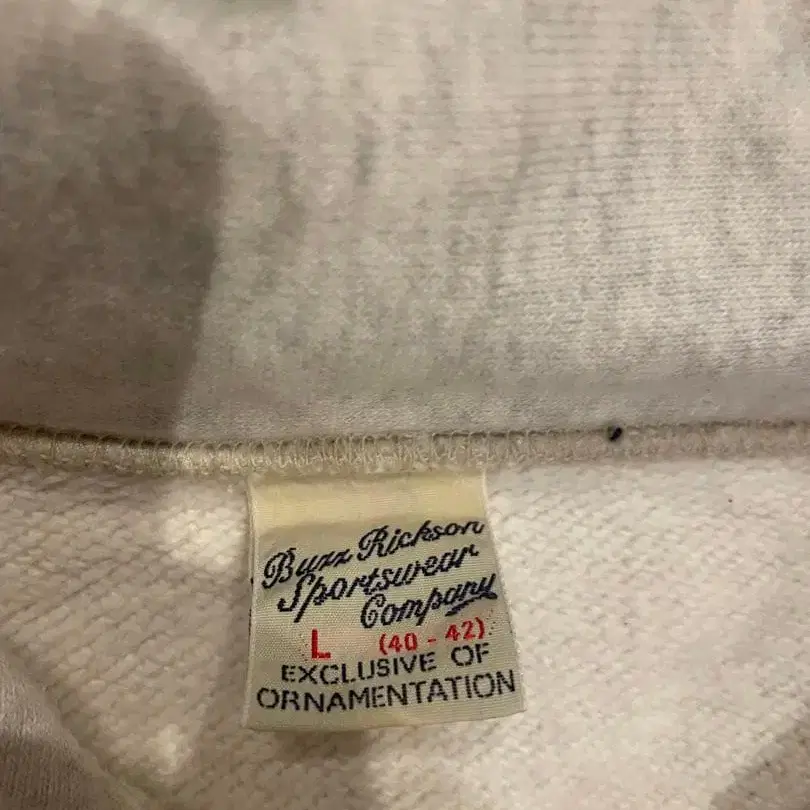 Buzz Rickson
Sportswear
Company
L (40 - 42)
EXCLUSIVE OF
ORNAMENTATION